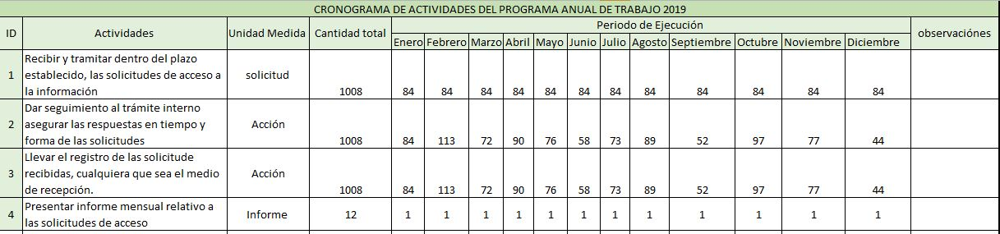 CRONOGRAMA DE ACTIVIDADES DEL PROGRAMA ANUAL DE TRABAJO 2019
ID Actividades Unidad Medida Cantidad total Periodo de Ejecución observaciónes
Enero Febrero Marzo Abril Mayo Junio Julio Agosto Septiembre Octubre Noviembre Diciembre
Recibir y tramitar dentro del plazo
1 establecido, las solicitudes de acceso a solicitud
la información 1008 84 84 84 84 84 84 84 84 84 84 84 84
Dar seguimiento al trámite interno
2 asegurar las respuestas en tiempo y Acción
forma de las solicitudes 1008 84 113 72 90 76 58 73 89 52 97 77 44
Llevar el registro de las solicitude
3 recibidas, cualquiera que sea el medio Acción
de recepción. 1008 84 113 72 90 76 58 73 89 52 97 77 44
Presentar informe mensual relativo a
4 las solicitudes de acceso Informe 12 1 1 1 1 1 1 1 1 1 1 1 1